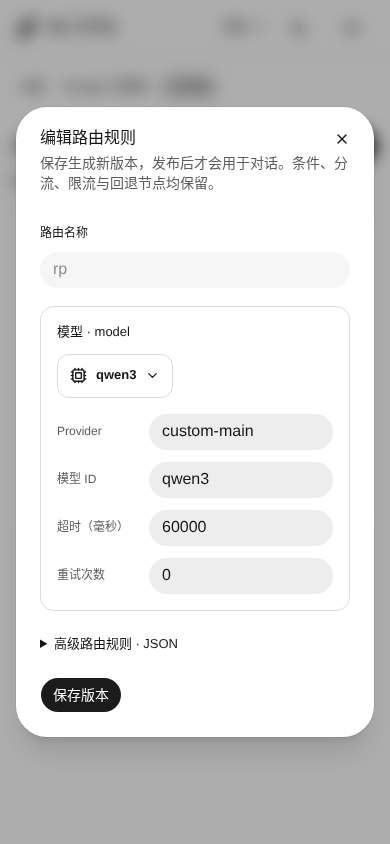 编辑路由规则
保存生成新版本，发布后才会用于对话。条件、分
流、限流与回退节点均保留。
路由名称
rp
模型 · model
qwen3
Provider custom-main
模型 ID qwen3
超时（毫秒） 60000
重试次数 0
高级路由规则 · JSON
保存版本